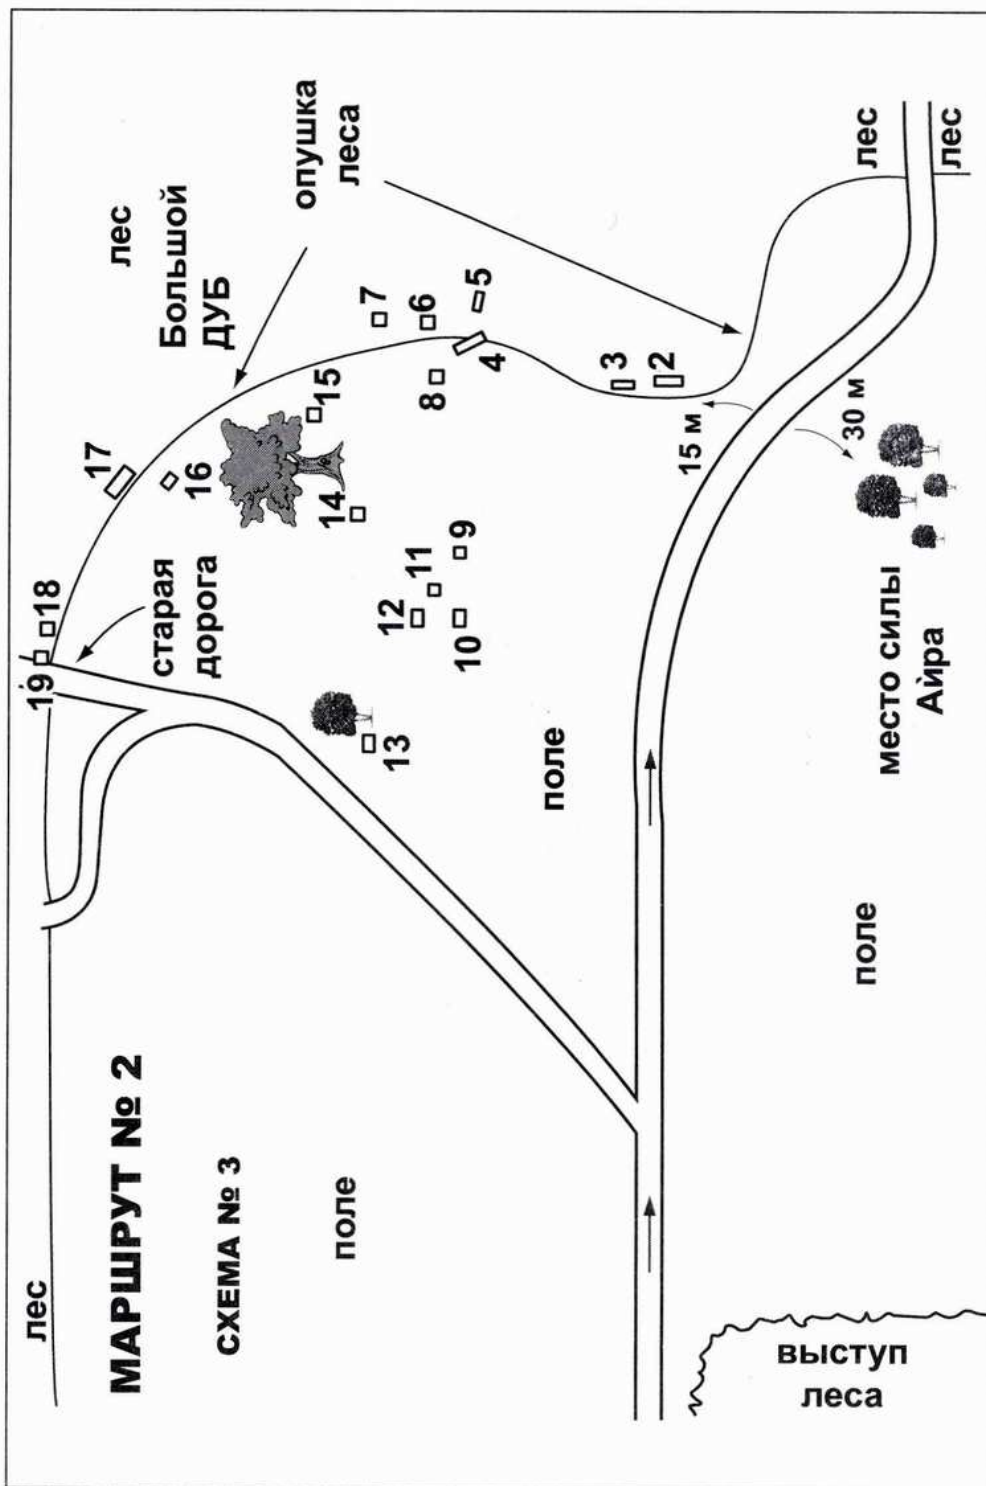 МАРШРУТ № 2
СХЕМА № 3
лес
поле
выступ
леса
поле
поле
место силы
Айра
старая
дорога
лес
Большой
ДУБ
опушка
леса
лес
лес
15 м
30 м
2
3
4
5
6
7
8
9
10
11
12
13
14
15
16
17
18
19